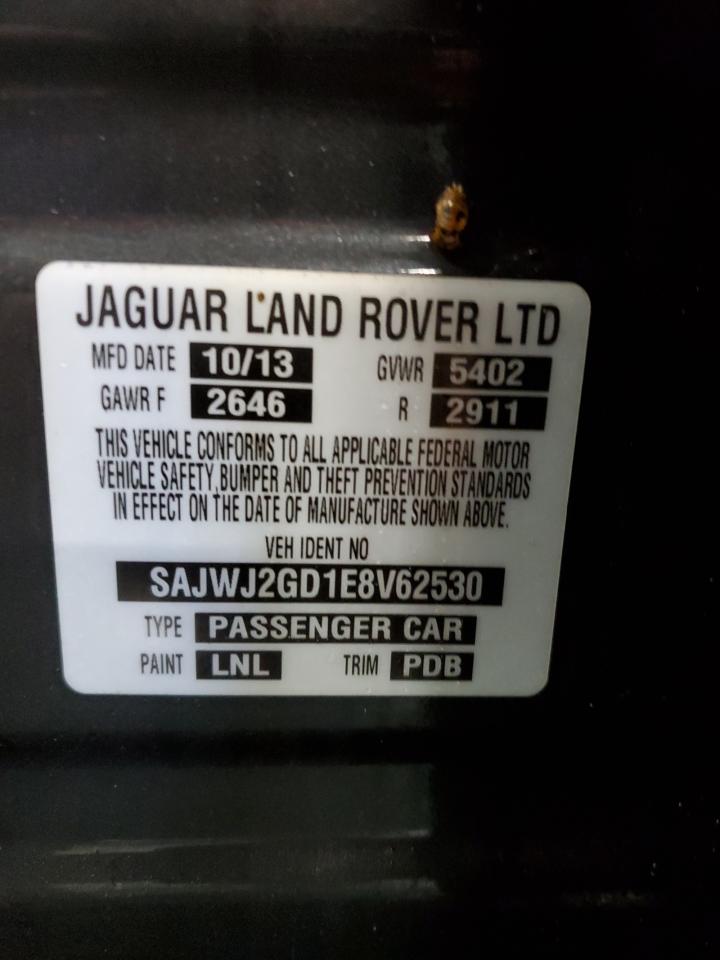 JAGUAR LAND ROVER LTD
MFD DATE 10/13 GVWR 5402
GAWR F 2646 R 2911
THIS VEHICLE CONFORMS TO ALL APPLICABLE FEDERAL MOTOR
VEHICLE SAFETY,BUMPER AND THEFT PREVENTION STANDARDS
IN EFFECT ON THE DATE OF MANUFACTURE SHOWN ABOVE.
VEH IDENT NO
SAJWJ2GD1E8V62530
TYPE PASSENGER CAR
PAINT LNL TRIM PDB